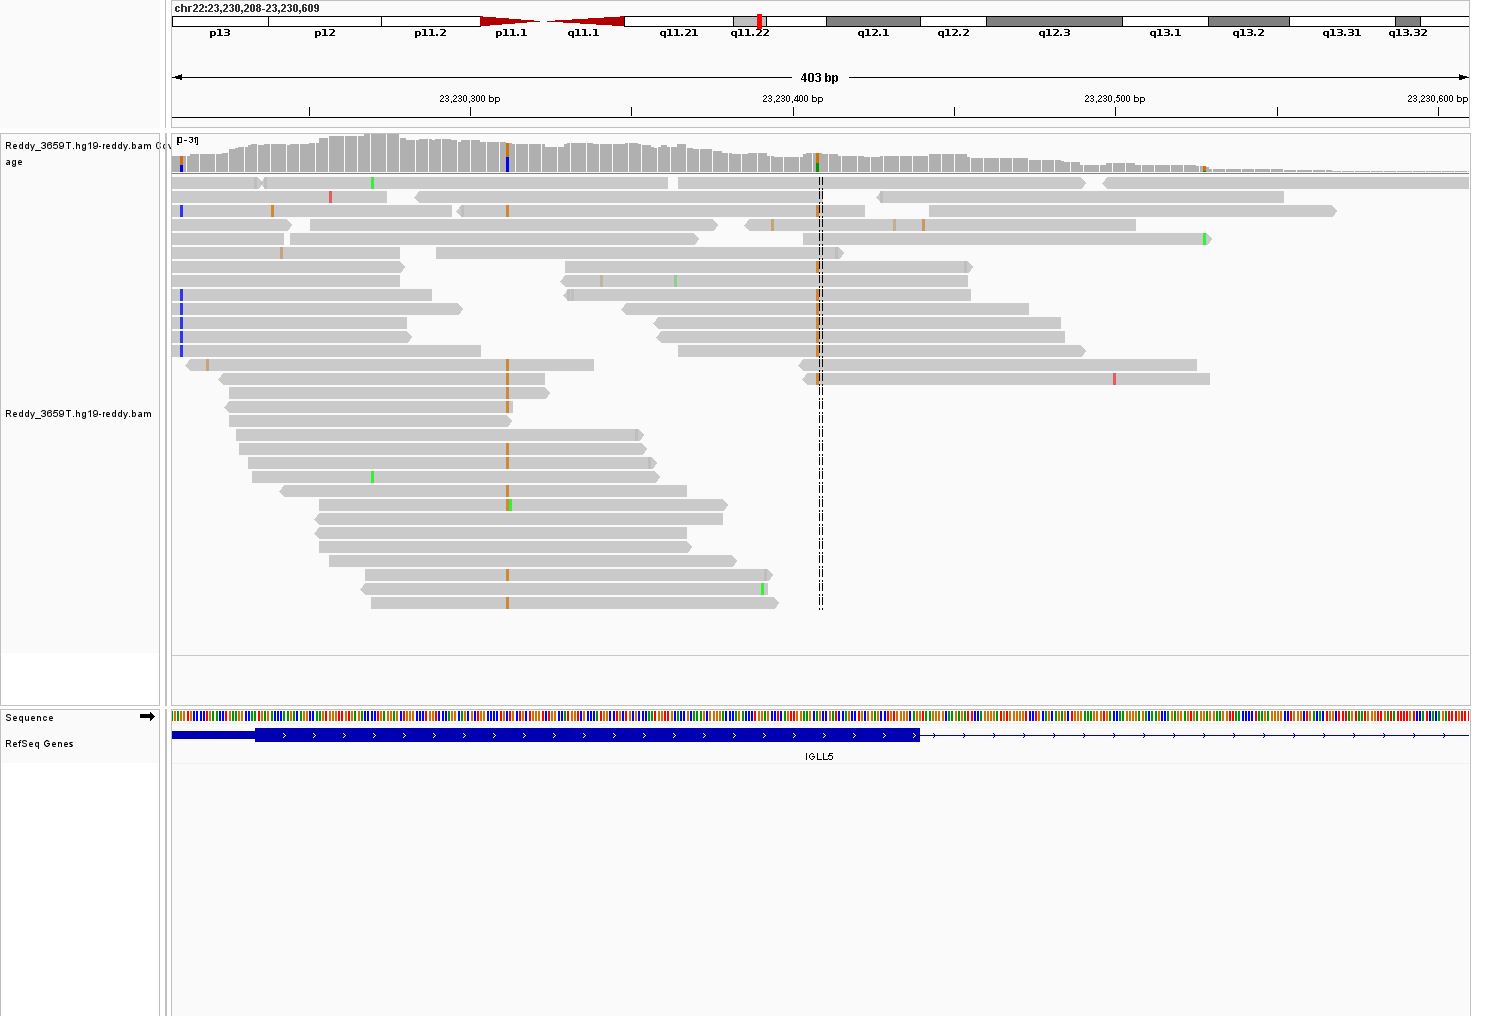 chr22:23,230,208-23,230,609
p13 p12 p11.2 p11.1 q11.1 q11.21 q11.22 q12.1 q12.2 q12.3 q13.1 q13.2 q13.31 q13.32
403 bp
23,230,300 bp 23,230,400 bp 23,230,500 bp 23,230,600 bp
Reddy_3659T.hg19-reddy.bam Cov
age
[0-31]
Reddy_3659T.hg19-reddy.bam
Sequence
RefSeq Genes
IGLL5